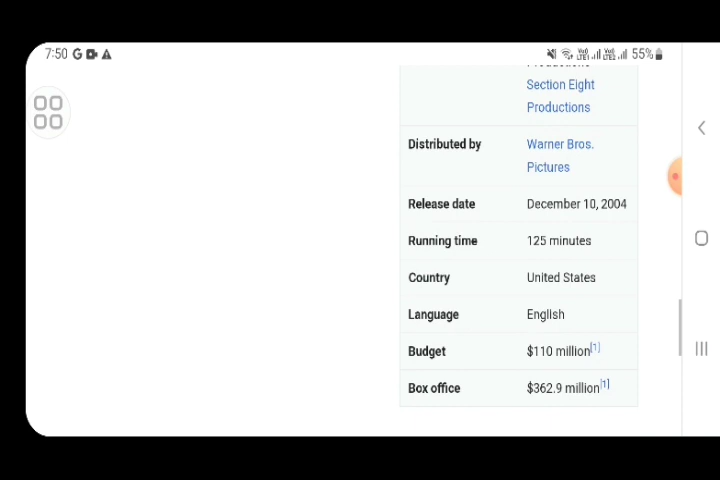 7:50 G 55%
Section Eight
Productions
Distributed by Warner Bros.
Pictures
Release date December 10, 2004
Running time 125 minutes
Country United States
Language English
Budget $110 million[1]
Box office $362.9 million[1]